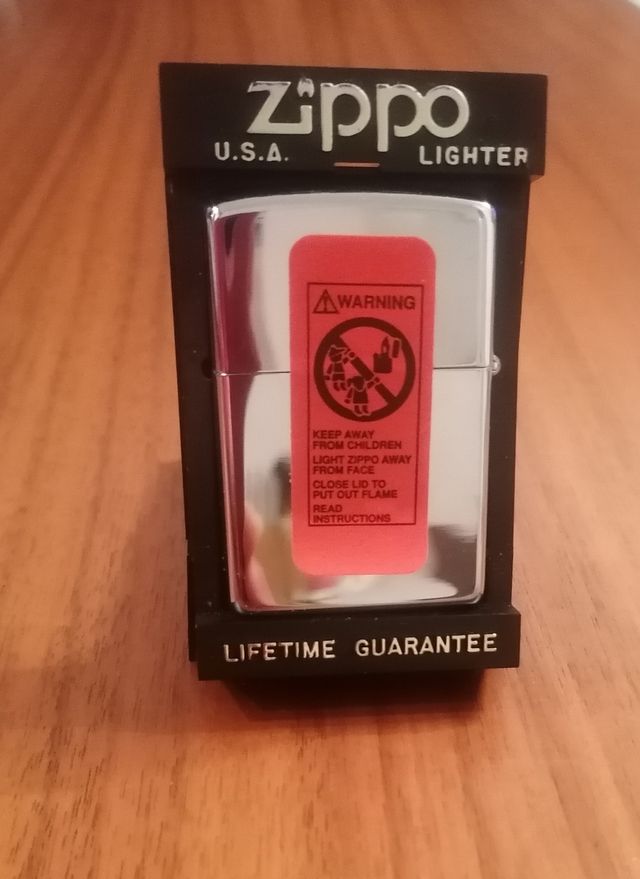 Zippo
U.S.A. LIGHTER
WARNING
KEEP AWAY
FROM CHILDREN
LIGHT ZIPPO AWAY
FROM FACE
CLOSE LID TO
PUT OUT FLAME
READ
INSTRUCTIONS
LIFETIME GUARANTEE